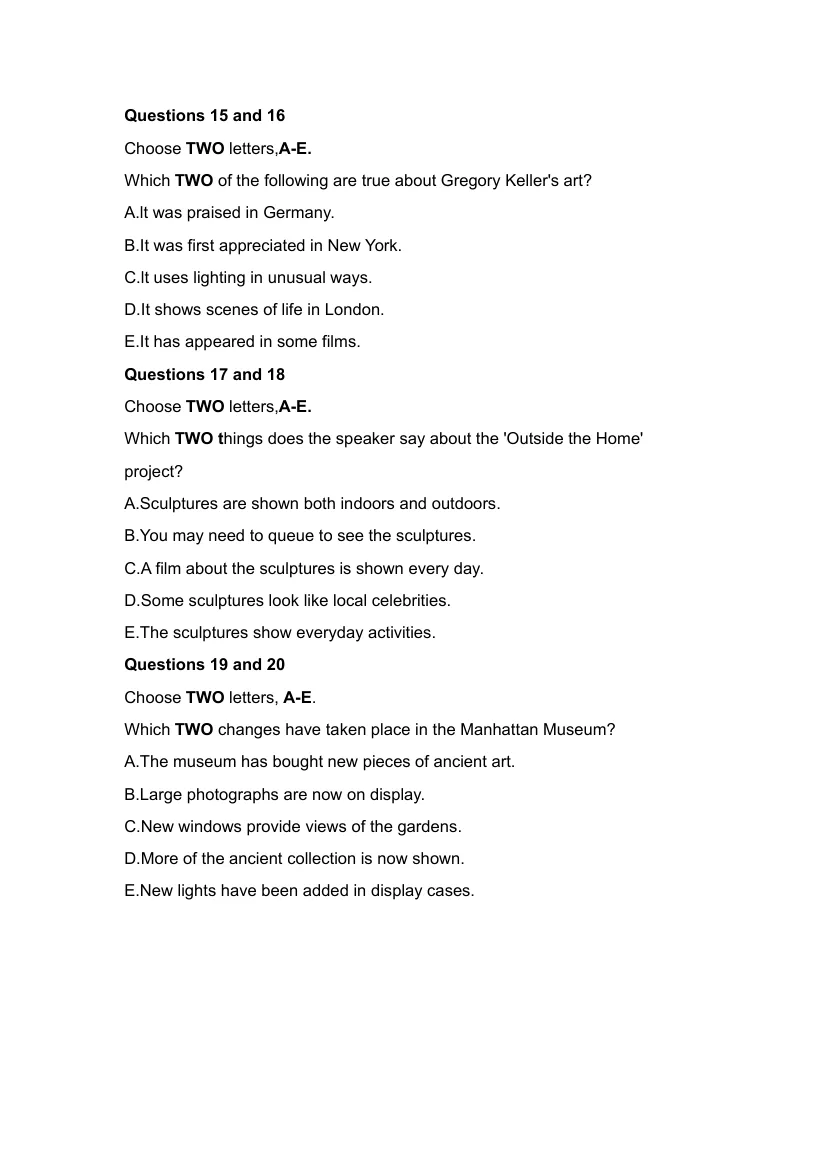 Questions 15 and 16
Choose TWO letters,A-E.
Which TWO of the following are true about Gregory Keller's art?
A.It was praised in Germany.
B.It was first appreciated in New York.
C.It uses lighting in unusual ways.
D.It shows scenes of life in London.
E.It has appeared in some films.
Questions 17 and 18
Choose TWO letters,A-E.
Which TWO things does the speaker say about the 'Outside the Home'
project?
A.Sculptures are shown both indoors and outdoors.
B.You may need to queue to see the sculptures.
C.A film about the sculptures is shown every day.
D.Some sculptures look like local celebrities.
E.The sculptures show everyday activities.
Questions 19 and 20
Choose TWO letters, A-E.
Which TWO changes have taken place in the Manhattan Museum?
A.The museum has bought new pieces of ancient art.
B.Large photographs are now on display.
C.New windows provide views of the gardens.
D.More of the ancient collection is now shown.
E.New lights have been added in display cases.